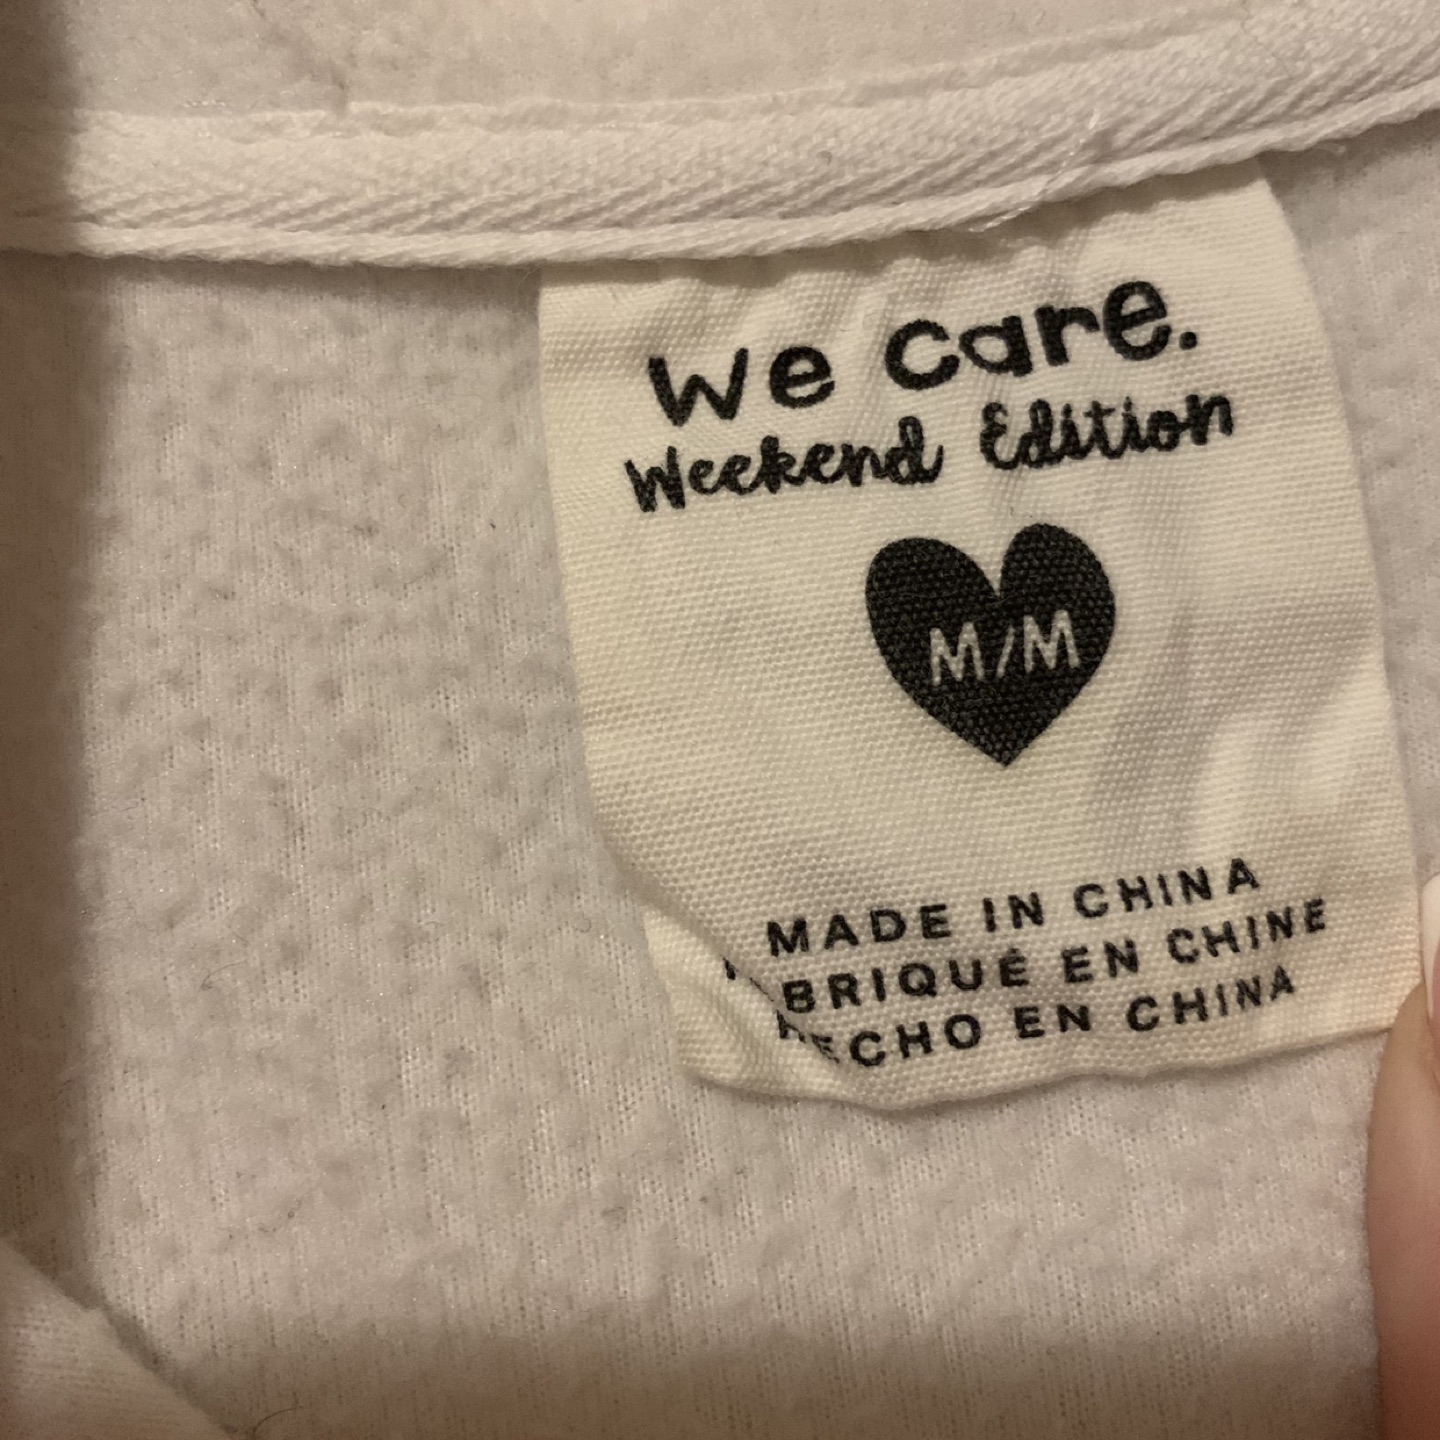 We care.
Weekend Edition
M/M
MADE IN CHINA
FABRIQUÉ EN CHINE
HECHO EN CHINA